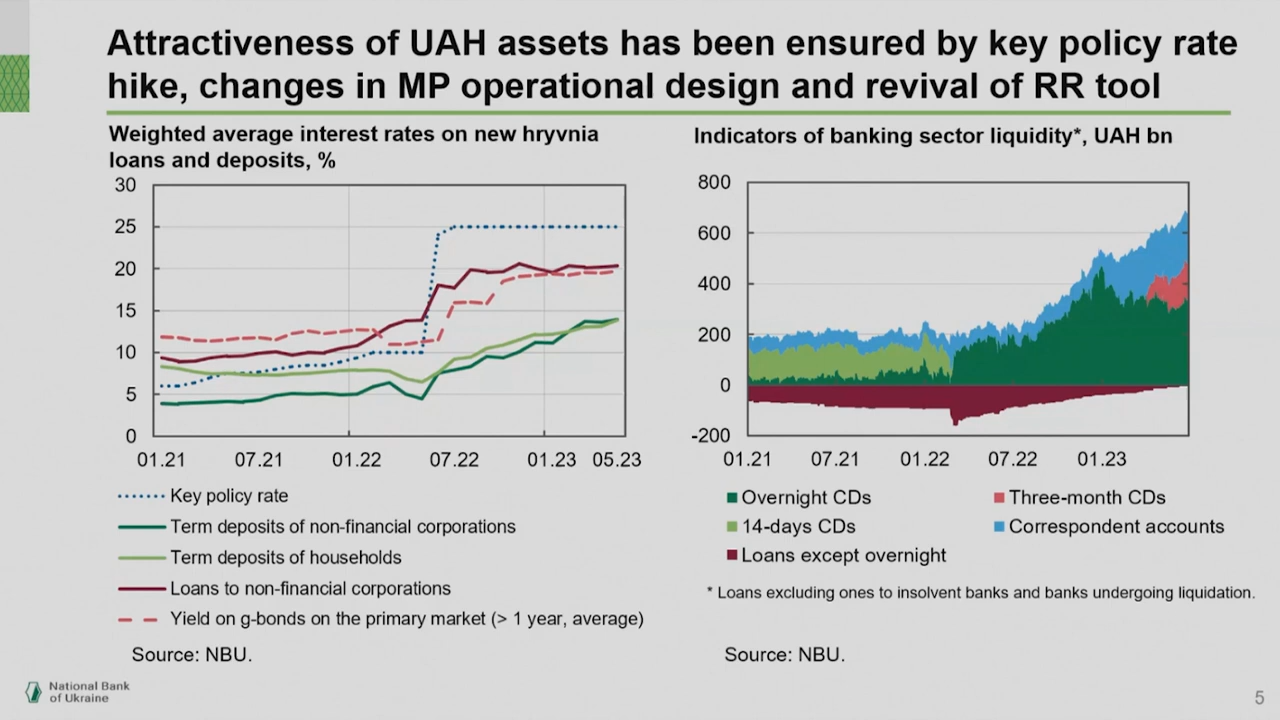 Attractiveness of UAH assets has been ensured by key policy rate
hike, changes in MP operational design and revival of RR tool
Weighted average interest rates on new hryvnia
loans and deposits, %
30
25
20
15
10
5
0
01.21 07.21 01.22 07.22 01.23 05.23
Key policy rate
Term deposits of non-financial corporations
Term deposits of households
Loans to non-financial corporations
Yield on g-bonds on the primary market (> 1 year, average)
Source: NBU.
Indicators of banking sector liquidity*, UAH bn
800
600
400
200
0
-200
01.21 07.21 01.22 07.22 01.23
Overnight CDs
Three-month CDs
14-days CDs
Correspondent accounts
Loans except overnight
* Loans excluding ones to insolvent banks and banks undergoing liquidation.
Source: NBU.
National Bank
of Ukraine
5